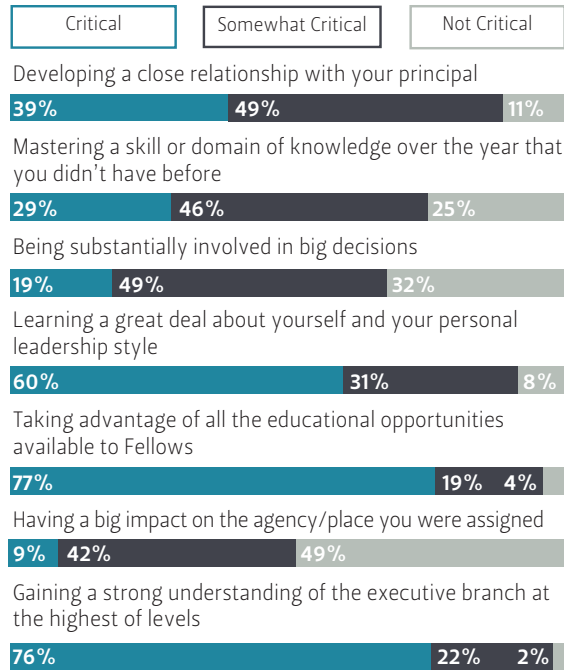 Critical Somewhat Critical Not Critical
Developing a close relationship with your principal
39% 49% 11%
Mastering a skill or domain of knowledge over the year that
you didn’t have before
29% 46% 25%
Being substantially involved in big decisions
19% 49% 32%
Learning a great deal about yourself and your personal
leadership style
60% 31% 8%
Taking advantage of all the educational opportunities
available to Fellows
77% 19% 4%
Having a big impact on the agency/place you were assigned
9% 42% 49%
Gaining a strong understanding of the executive branch at
the highest of levels
76% 22% 2%